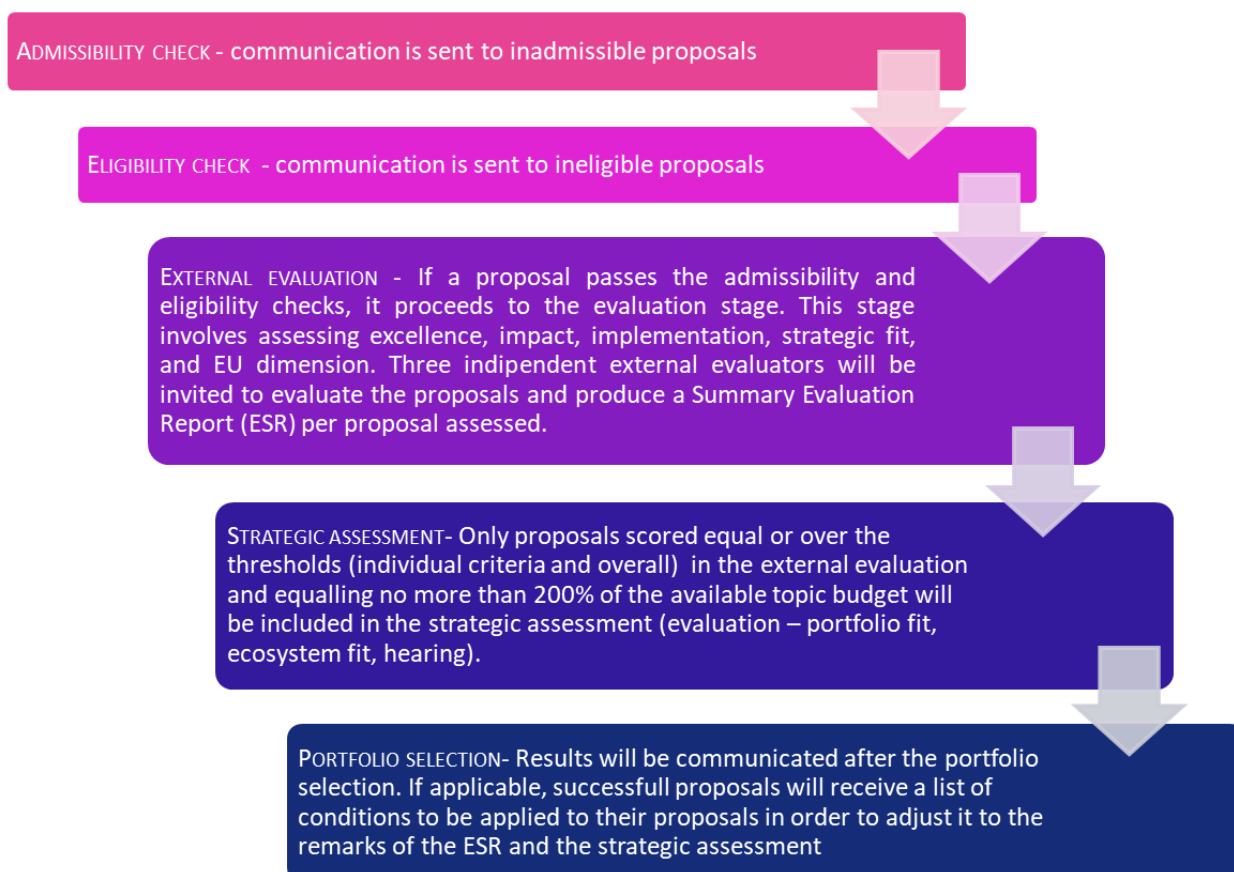 ADMISSIBILITY CHECK - communication is sent to inadmissible proposals
ELIGIBILITY CHECK - communication is sent to ineligible proposals
EXTERNAL EVALUATION - If a proposal passes the admissibility and
eligibility checks, it proceeds to the evaluation stage. This stage
involves assessing excellence, impact, implementation, strategic fit,
and EU dimension. Three indipendent external evaluators will be
invited to evaluate the proposals and produce a Summary Evaluation
Report (ESR) per proposal assessed.
STRATEGIC ASSESSMENT- Only proposals scored equal or over the
thresholds (individual criteria and overall) in the external evaluation
and equalling no more than 200% of the available topic budget will
be included in the strategic assessment (evaluation – portfolio fit,
ecosystem fit, hearing).
PORTFOLIO SELECTION- Results will be communicated after the portfolio
selection. If applicable, successfull proposals will receive a list of
conditions to be applied to their proposals in order to adjust it to the
remarks of the ESR and the strategic assessment